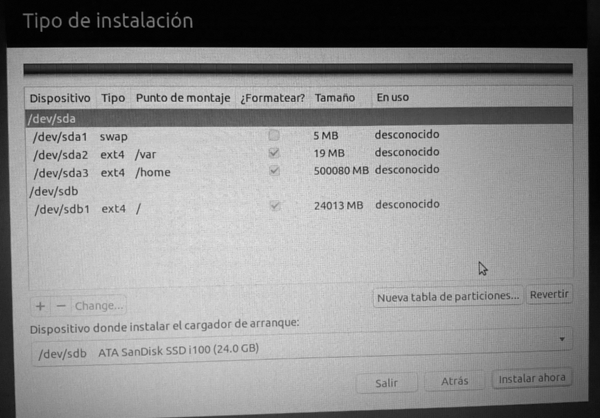 Tipo de instalación
Dispositivo Tipo Punto de montaje ¿Formatear? Tamaño En uso
/dev/sda
/dev/sda1 swap 5 MB desconocido
/dev/sda2 ext4 /var 19 MB desconocido
/dev/sda3 ext4 /home 500080 MB desconocido
/dev/sdb
/dev/sdb1 ext4 / 24013 MB desconocido
+ − Change... Nueva tabla de particiones... Revertir
Dispositivo donde instalar el cargador de arranque:
/dev/sdb ATA SanDisk SSD i100 (24.0 GB)
Salir Atrás Instalar ahora